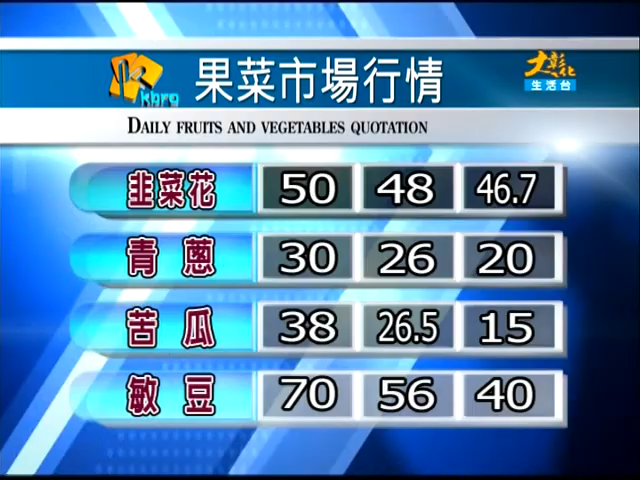 kbro
果菜市場行情
大彰化
生活台
DAILY FRUITS AND VEGETABLES QUOTATION
韭菜花 50 48 46.7
青蔥 30 26 20
苦瓜 38 26.5 15
敏豆 70 56 40